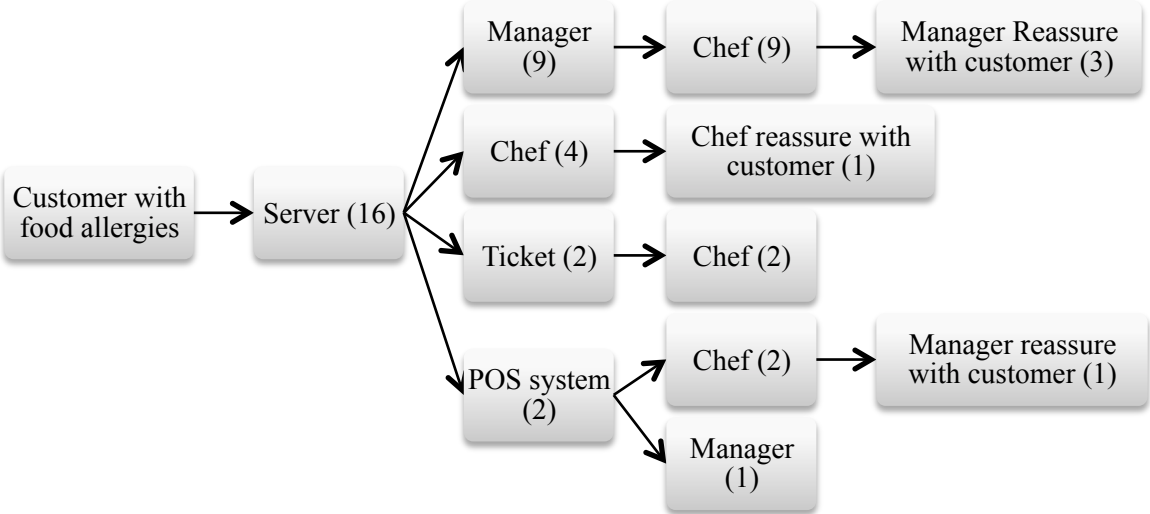 Customer with
food allergies
Server (16)
Manager
(9)
Chef (9)
Manager Reassure
with customer (3)
Chef (4)
Chef reassure with
customer (1)
Ticket (2)
Chef (2)
POS system
(2)
Chef (2)
Manager reassure
with customer (1)
Manager
(1)